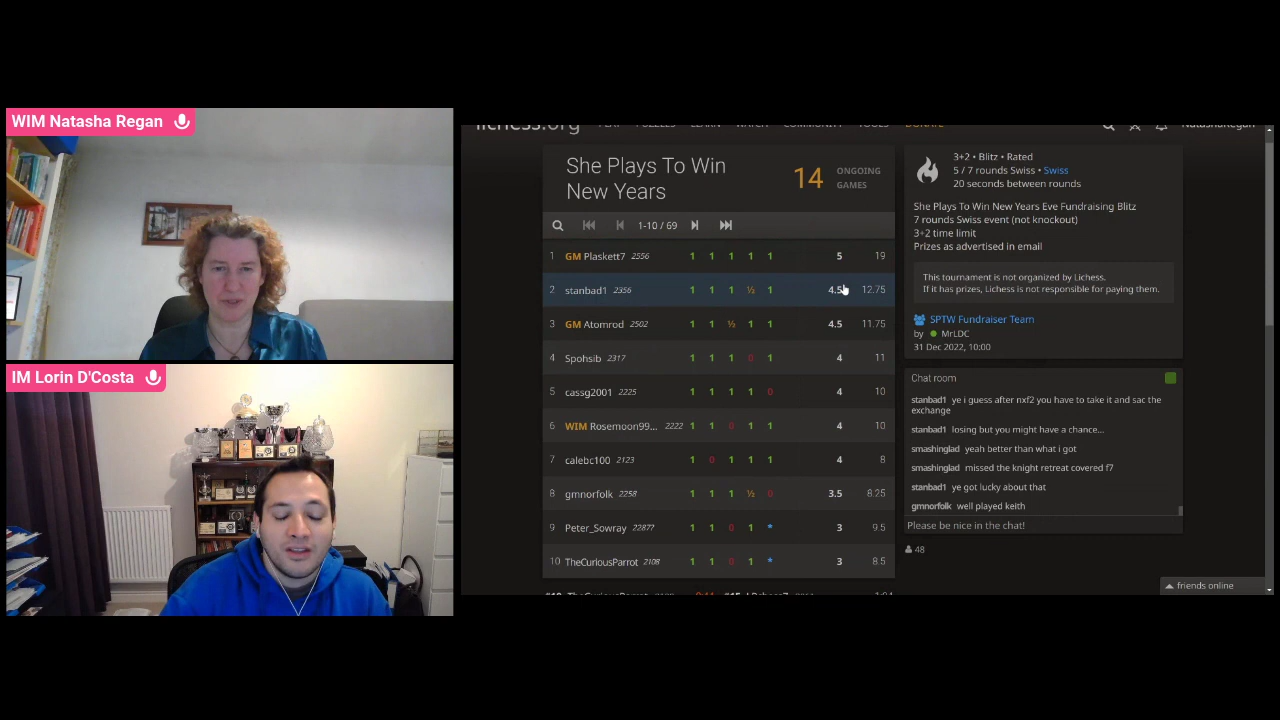 WIM Natasha Regan
IM Lorin D'Costa
lichess.org PLAY PUZZLES LEARN WATCH COMMUNITY TOOLS DONATE NatashaRegan
She Plays To Win
New Years
14 ONGOING
GAMES
1-10 / 69
1 GM Plaskett7 2556 1 1 1 1 1 5 19
2 stanbad1 2356 1 1 1 ½ 1 4.5 12.75
3 GM Atomrod 2502 1 1 ½ 1 1 4.5 11.75
4 Spohsib 2317 1 1 1 0 1 4 11
5 cassg2001 2225 1 1 1 1 0 4 10
6 WIM Rosemoon99... 2222 1 1 0 1 1 4 10
7 calebc100 2123 1 0 1 1 1 4 8
8 gmnorfolk 2258 1 1 1 ½ 0 3.5 8.25
9 Peter_Sowray 2287? 1 1 0 1 * 3 9.5
10 TheCuriousParrot 2108 1 1 0 1 * 3 8.5
3+2 • Blitz • Rated
5 / 7 rounds Swiss • Swiss
20 seconds between rounds
She Plays To Win New Years Eve Fundraising Blitz
7 rounds Swiss event (not knockout)
3+2 time limit
Prizes as advertised in email
This tournament is not organized by Lichess.
If it has prizes, Lichess is not responsible for paying them.
SPTW Fundraiser Team
by MrLDC
31 Dec 2022, 10:00
Chat room
stanbad1 ye i guess after nxf2 you have to take it and sac the
exchange
stanbad1 losing but you might have a chance...
smashinglad yeah better than what i got
smashinglad missed the knight retreat covered f7
stanbad1 ye got lucky about that
gmnorfolk well played keith
Please be nice in the chat!
48
friends online